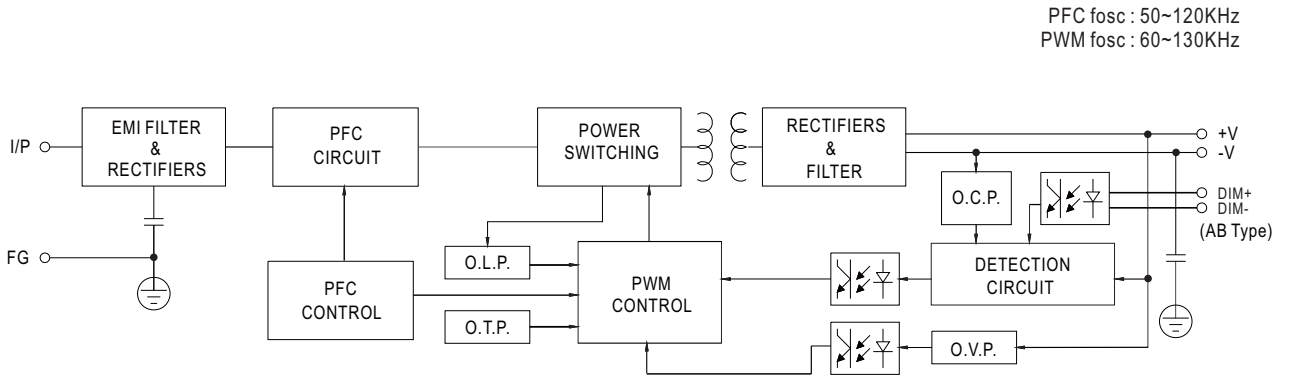 PFC fosc : 50~120KHz
PWM fosc : 60~130KHz
I/P
EMI FILTER
&
RECTIFIERS
PFC
CIRCUIT
POWER
SWITCHING
RECTIFIERS
&
FILTER
+V
-V
O.C.P.
DIM+
DIM-
(AB Type)
FG
O.L.P.
PFC
CONTROL
PWM
CONTROL
DETECTION
CIRCUIT
O.T.P.
O.V.P.